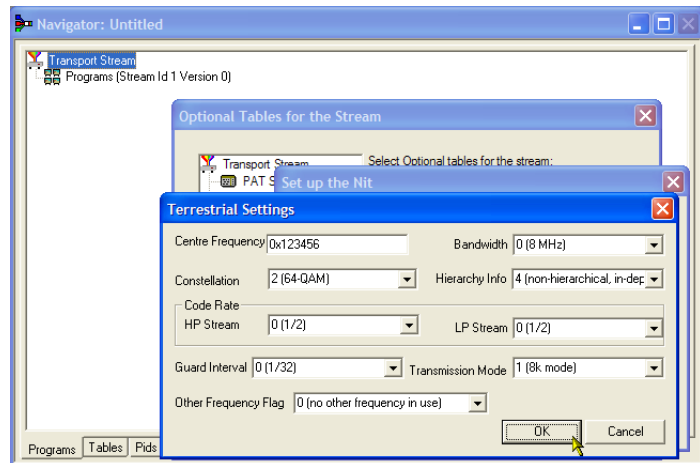 Navigator: Untitled
Transport Stream
Programs (Stream Id 1 Version 0)
Optional Tables for the Stream
Transport Stream
Select Optional tables for the stream:
PAT
Set up the Nit
Terrestrial Settings
Centre Frequency 0x123456 Bandwidth 0 (8 MHz)
Constellation 2 (64-QAM) Hierarchy Info 4 (non-hierarchical, in-dep
Code Rate
HP Stream 0 (1/2) LP Stream 0 (1/2)
Guard Interval 0 (1/32) Transmission Mode 1 (8k mode)
Other Frequency Flag 0 (no other frequency in use)
OK Cancel
Programs Tables Pids